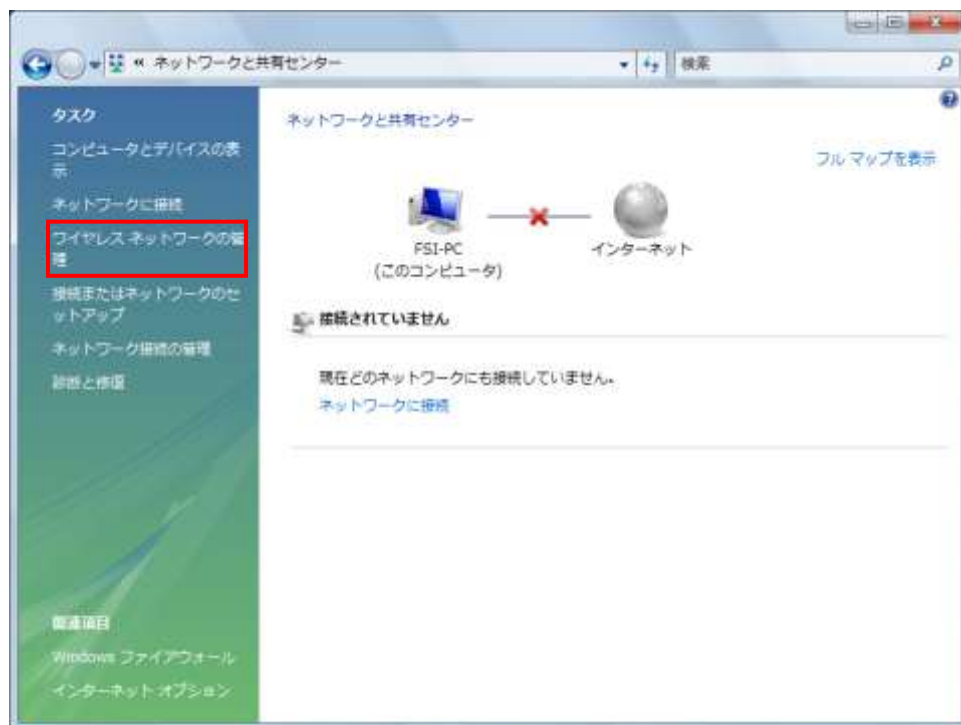 « ネットワークと共有センター
検索
タスク
コンピュータとデバイスの表
示
ネットワークに接続
ワイヤレス ネットワークの管
理
接続またはネットワークのセ
ットアップ
ネットワーク接続の管理
診断と修復
関連項目
Windows ファイアウォール
インターネット オプション
ネットワークと共有センター
フル マップを表示
FSI-PC
(このコンピュータ)
インターネット
接続されていません
現在どのネットワークにも接続していません。
ネットワークに接続